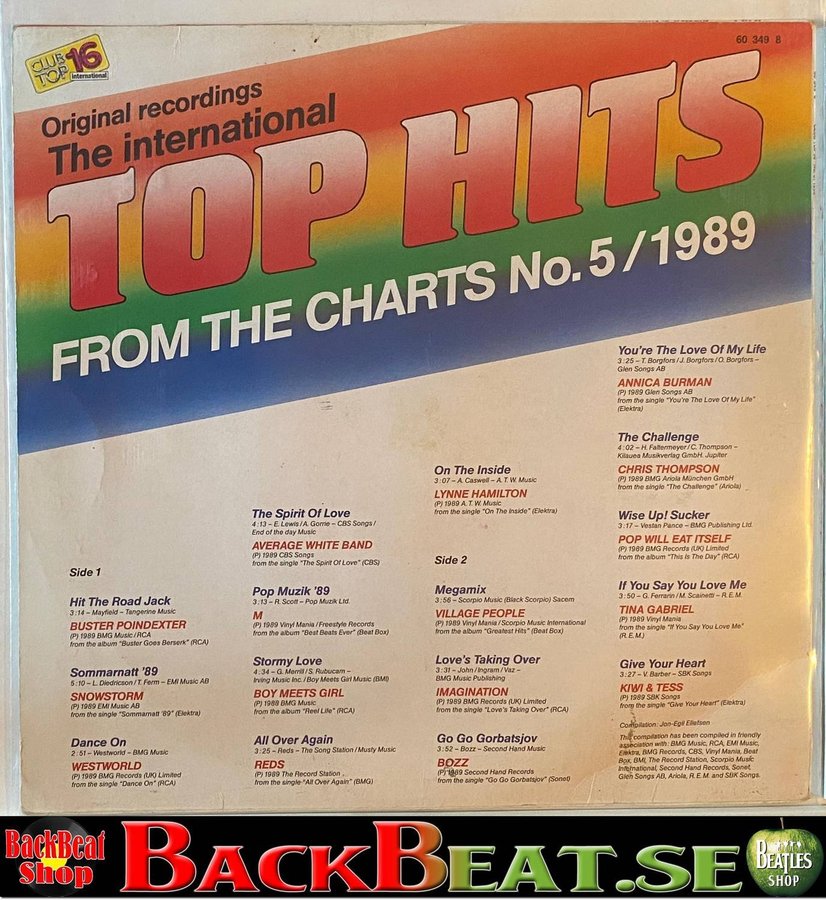 CLUB
TOP 16
international
60 349 8
Original recordings
The international
TOP HITS
FROM THE CHARTS No. 5/1989
Side 1
Hit The Road Jack
3:14 – Mayfield – Tangerine Music
BUSTER POINDEXTER
(P) 1989 BMG Music/RCA
from the album "Buster Goes Berserk" (RCA)
Sommarnatt '89
5:10 – L. Diedricson/T. Ferm – EMI Music AB
SNOWSTORM
(P) 1989 EMI Music AB
from the single "Sommarnatt '89" (Elektra)
Dance On
2:51 – Westworld – BMG Music
WESTWORLD
(P) 1989 BMG Records (UK) Limited
from the single "Dance On" (RCA)
The Spirit Of Love
4:13 – E. Lewis/A. Gorrie – CBS Songs/
End of the day Music
AVERAGE WHITE BAND
(P) 1989 CBS Songs
from the single "The Spirit Of Love" (CBS)
Pop Muzik '89
3:13 – R. Scott – Pop Muzik Ltd.
M
(P) 1989 Vinyl Mania/Freestyle Records
from the album "Best Beats Ever" (Beat Box)
Stormy Love
4:34 – G. Merrill/S. Rubucam –
Irving Music Inc./Boy Meets Girl Music (BMI)
BOY MEETS GIRL
(P) 1988 BMG Music
from the album "Reel Life" (RCA)
All Over Again
3:25 – Reds – The Song Station/Musty Music
REDS
(P) 1989 The Record Station
from the single "All Over Again" (BMG)
On The Inside
3:07 – A. Caswell – A.T.W. Music
LYNNE HAMILTON
(P) 1989 A.T.W. Music
from the single "On The Inside" (Elektra)
Side 2
Megamix
3:56 – Scorpio Music (Black Scorpio) Sacem
VILLAGE PEOPLE
(P) 1989 Vinyl Mania/Scorpio Music International
from the album "Greatest Hits" (Beat Box)
Love's Taking Over
3:31 – John/Ingram/Vaz –
BMG Music Publishing
IMAGINATION
(P) 1989 BMG Records (UK) Limited
from the single "Love's Taking Over" (RCA)
Go Go Gorbatsjov
3:52 – Bozz – Second Hand Music
BOZZ
(P) 1989 Second Hand Records
from the single "Go Go Gorbatsjov" (Sonet)
You're The Love Of My Life
3:25 – T. Borgfors/J. Borgfors/O. Borgfors –
Glen Songs AB
ANNICA BURMAN
(P) 1989 Glen Songs AB
from the single "You're The Love Of My Life"
(Elektra)
The Challenge
4:02 – H. Faltermeyer/C. Thompson –
Kilauea Musikverlag GmbH. Jupiter
CHRIS THOMPSON
(P) 1989 BMG Ariola München GmbH
from the single "The Challenge" (Ariola)
Wise Up! Sucker
3:17 – Vestan Pance – BMG Publishing Ltd.
POP WILL EAT ITSELF
(P) 1989 BMG Records (UK) Limited
from the album "This Is The Day" (RCA)
If You Say You Love Me
3:50 – G. Ferrarin/M. Scainetti – R.E.M.
TINA GABRIEL
(P) 1989 Vinyl Mania
from the single "If You Say You Love Me"
(R.E.M.)
Give Your Heart
3:27 – V. Barber – SBK Songs
KIWI & TESS
(P) 1989 SBK Songs
from the single "Give Your Heart" (Elektra)
Compilation: Jon-Egil Eliefsen
This compilation has been compiled in friendly
association with: BMG Music, RCA, EMI Music,
Elektra, BMG Records, CBS, Vinyl Mania, Beat
Box, BMI, The Record Station, Scorpio Music
International, Second Hand Records, Sonet,
Glen Songs AB, Ariola, R.E.M. and SBK Songs.
BackBeat
Shop
BACKBEAT.SE
BEATLES
SHOP